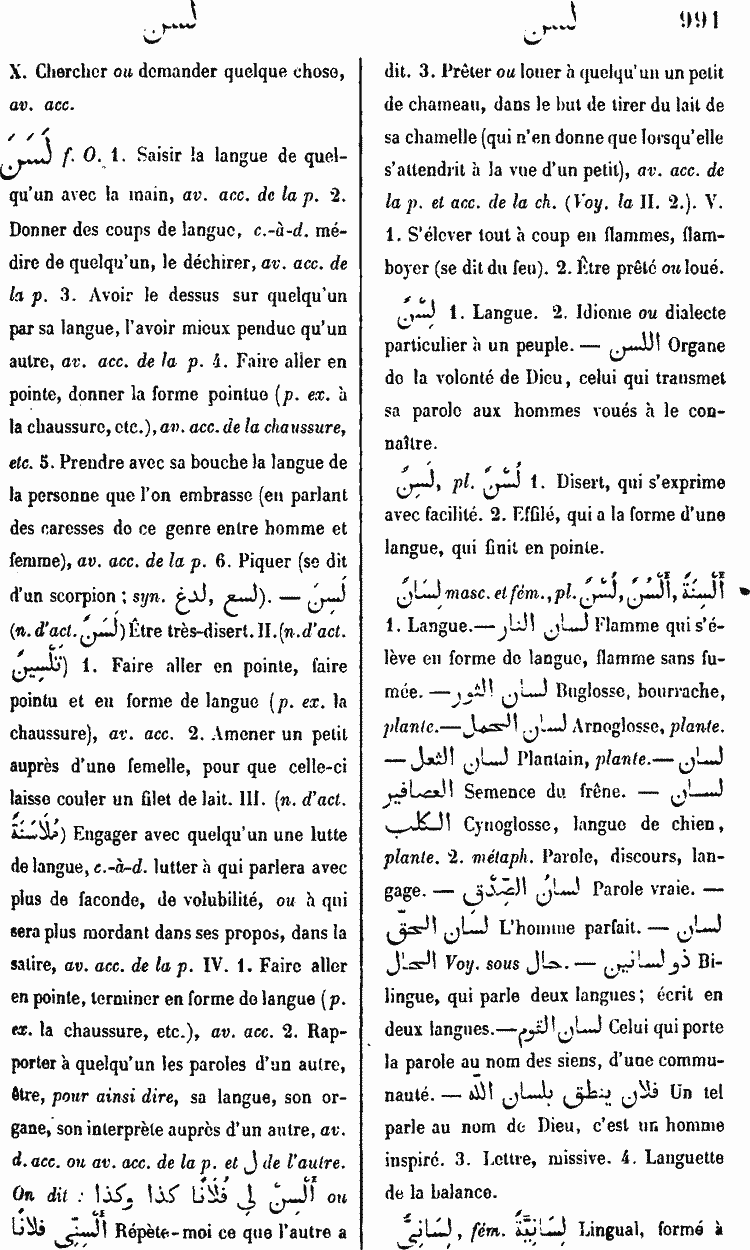 لسن
لسن
991
X. Chercher ou demander quelque chose,
av. acc.
لَسَنَ f. O. 1. Saisir la langue de quel-
qu'un avec la main, av. acc. de la p. 2.
Donner des coups de langue, c.-à-d. mé-
dire de quelqu'un, le déchirer, av. acc. de
la p. 3. Avoir le dessus sur quelqu'un
par sa langue, l'avoir mieux pendue qu'un
autre, av. acc. de la p. 4. Faire aller en
pointe, donner la forme pointue (p. ex. à
la chaussure, etc.), av. acc. de la chaussure,
etc. 5. Prendre avec sa bouche la langue de
la personne que l'on embrasse (en parlant
des caresses de ce genre entre homme et
femme), av. acc. de la p. 6. Piquer (se dit
d'un scorpion; syn. لدغ, لسع). — لَسِنَ
(n. d'act. لَسَنٌ) Être très-disert. II. (n. d'act.
تَلْسِينٌ) 1. Faire aller en pointe, faire
pointu et en forme de langue (p. ex. la
chaussure), av. acc. 2. Amener un petit
auprès d'une femelle, pour que celle-ci
laisse couler un filet de lait. III. (n. d'act.
مُلَاسَنَةٌ) Engager avec quelqu'un une lutte
de langue, c.-à-d. lutter à qui parlera avec
plus de faconde, de volubilité, ou à qui
sera plus mordant dans ses propos, dans la
satire, av. acc. de la p. IV. 1. Faire aller
en pointe, terminer en forme de langue (p.
ex. la chaussure, etc.), av. acc. 2. Rap-
porter à quelqu'un les paroles d'un autre,
être, pour ainsi dire, sa langue, son or-
gane, son interprète auprès d'un autre, av.
d. acc. ou av. acc. de la p. et ل de l'autre.
On dit : أَلْسِنْ لِي فُلَانًا كذا وكذا ou
أَلْسِنِّي فلانًا Répète-moi ce que l'autre a
dit. 3. Prêter ou louer à quelqu'un un petit
de chameau, dans le but de tirer du lait de
sa chamelle (qui n'en donne que lorsqu'elle
s'attendrit à la vue d'un petit), av. acc. de
la p. et acc. de la ch. (Voy. la II. 2.). V.
1. S'élever tout à coup en flammes, flam-
boyer (se dit du feu). 2. Être prêté ou loué.
لِسْنٌ 1. Langue. 2. Idiome ou dialecte
particulier à un peuple. — اللسن Organe
de la volonté de Dieu, celui qui transmet
sa parole aux hommes voués à le con-
naître.
لَسِنٌ, pl. لُسْنٌ 1. Disert, qui s'exprime
avec facilité. 2. Effilé, qui a la forme d'une
langue, qui finit en pointe.
لِسَانٌ masc. et fém., pl. أَلْسِنَةٌ, أَلْسُنٌ, لُسُنٌ
1. Langue. — لسان النار Flamme qui s'é-
lève en forme de langue, flamme sans fu-
mée. — لسان الثور Buglosse, bourrache,
plante. — لسان الحمل Arnoglosse, plante.
— لسان الثعل Plantain, plante. — لسان
العصافير Semence du frêne. — لسان
الكلب Cynoglosse, langue de chien,
plante. 2. métaph. Parole, discours, lan-
gage. — لسانُ الصِّدْقِ Parole vraie. —
لسان الحقّ L'homme parfait. — لسان
الحال Voy. sous حال. — ذو لسانين Bi-
lingue, qui parle deux langues; écrit en
deux langues. — لسان القوم Celui qui porte
la parole au nom des siens, d'une commu-
nauté. — فلان ينطق بلسان الله Un tel
parle au nom de Dieu, c'est un homme
inspiré. 3. Lettre, missive. 4. Languette
de la balance.
لِسَانِيٌّ, fém. لِسَانِيَّةٌ Lingual, formé à